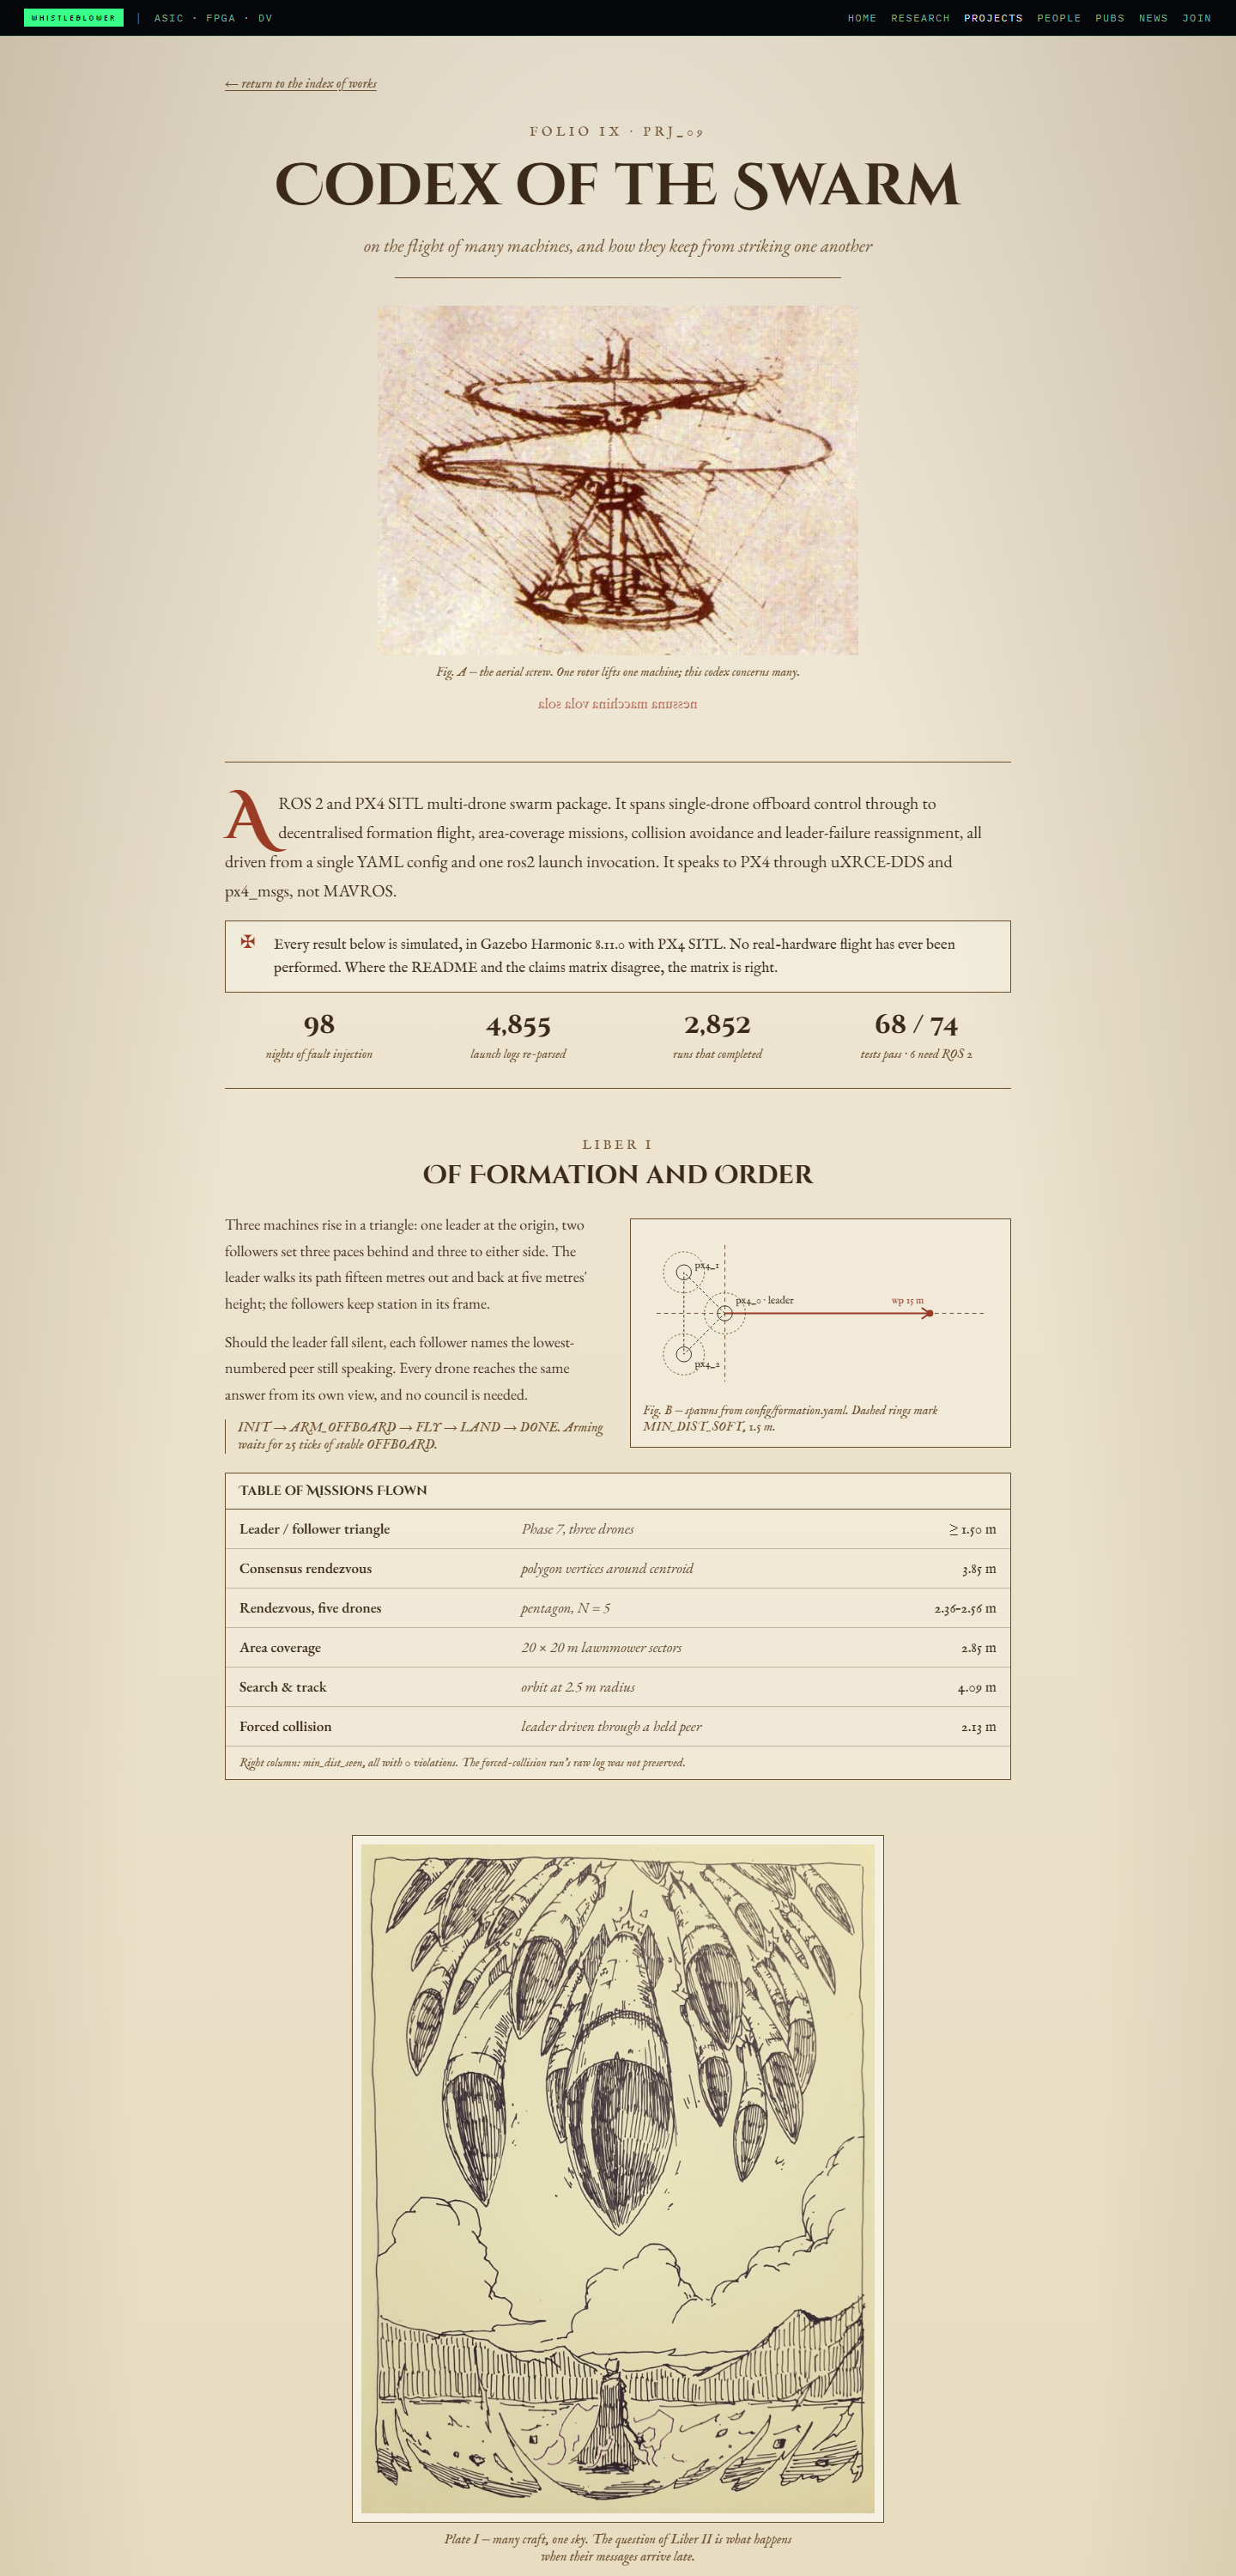 WHISTLEBLOWER | ASIC · FPGA · DV HOME RESEARCH PROJECTS PEOPLE PUBS NEWS JOIN
← return to the index of works
FOLIO IX · PRJ_09
Codex of the Swarm
on the flight of many machines, and how they keep from striking one another
Fig. A — the aerial screw. One rotor lifts one machine; this codex concerns many.
nessuna macchina vola sola
A ROS 2 and PX4 SITL multi-drone swarm package. It spans single-drone offboard control through to
decentralised formation flight, area-coverage missions, collision avoidance and leader-failure reassignment, all
driven from a single YAML config and one ros2 launch invocation. It speaks to PX4 through uXRCE-DDS and
px4_msgs, not MAVROS.
✠ Every result below is simulated, in Gazebo Harmonic 8.11.0 with PX4 SITL. No real-hardware flight has ever been
performed. Where the README and the claims matrix disagree, the matrix is right.
98 4,855 2,852 68 / 74
nights of fault injection launch logs re-parsed runs that completed tests pass · 6 need ROS 2
LIBER I
Of Formation and Order
Three machines rise in a triangle: one leader at the origin, two
followers set three paces behind and three to either side. The
leader walks its path fifteen metres out and back at five metres'
height; the followers keep station in its frame.
Should the leader fall silent, each follower names the lowest-
numbered peer still speaking. Every drone reaches the same
answer from its own view, and no council is needed.
INIT → ARM_OFFBOARD → FLY → LAND → DONE. Arming
waits for 25 ticks of stable OFFBOARD.
px4_1
px4_0 · leader
wp 15 m
px4_2
Fig. B — spawns from config/formation.yaml. Dashed rings mark
MIN_DIST_SOFT, 1.5 m.
Table of Missions Flown
Leader / follower triangle Phase 7, three drones ≥ 1.50 m
Consensus rendezvous polygon vertices around centroid 3.85 m
Rendezvous, five drones pentagon, N = 5 2.36–2.56 m
Area coverage 20 × 20 m lawnmower sectors 2.85 m
Search & track orbit at 2.5 m radius 4.09 m
Forced collision leader driven through a held peer 2.13 m
Right column: min_dist_seen, all with 0 violations. The forced-collision run's raw log was not preserved.
Plate I — many craft, one sky. The question of Liber II is what happens
when their messages arrive late.